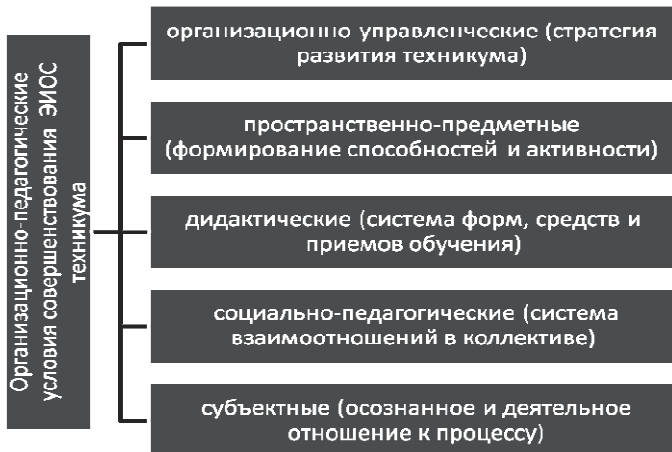 Организационно-педагогические
условия совершенствования ЭИОС
техникума
организационно управленческие (стратегия
развития техникума)
пространственно-предметные
(формирование способностей и активности)
дидактические (система форм, средств и
приемов обучения)
социально-педагогические (система
взаимоотношений в коллективе)
субъектные (осознанное и деятельное
отношение к процессу)